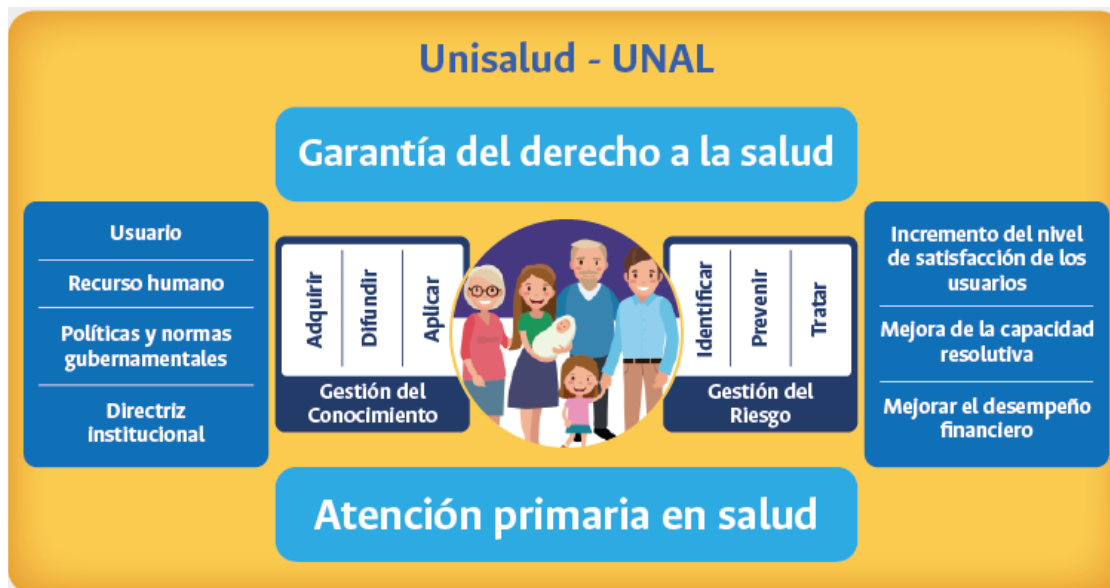 Unisalud - UNAL
Garantía del derecho a la salud
Usuario
Recurso humano
Políticas y normas
gubernamentales
Directriz
institucional
Adquirir
Difundir
Aplicar
Gestión del
Conocimiento
Identificar
Prevenir
Tratar
Gestión del
Riesgo
Incremento del nivel
de satisfacción de los
usuarios
Mejora de la capacidad
resolutiva
Mejorar el desempeño
financiero
Atención primaria en salud